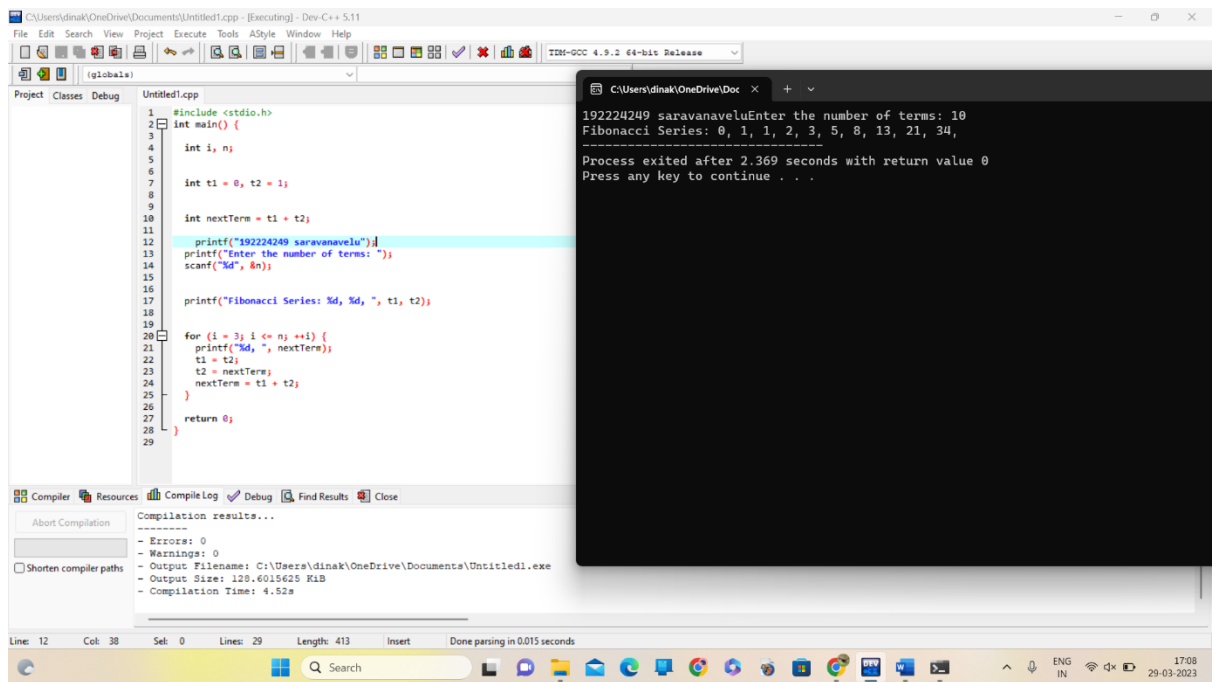 C:\Users\dinak\OneDrive\Documents\Untitled1.cpp - [Executing] - Dev-C++ 5.11
File Edit Search View Project Execute Tools AStyle Window Help
TDM-GCC 4.9.2 64-bit Release
(globals)
Project Classes Debug
Untitled1.cpp
1 #include <stdio.h>
2 int main() {
3
4 int i, n;
5
6
7 int t1 = 0, t2 = 1;
8
9
10 int nextTerm = t1 + t2;
11
12 printf("192224249 saravanavelu");
13 printf("Enter the number of terms: ");
14 scanf("%d", &n);
15
16
17 printf("Fibonacci Series: %d, %d, ", t1, t2);
18
19
20 for (i = 3; i <= n; ++i) {
21 printf("%d, ", nextTerm);
22 t1 = t2;
23 t2 = nextTerm;
24 nextTerm = t1 + t2;
25 }
26
27 return 0;
28 }
29
C:\Users\dinak\OneDrive\Doc
192224249 saravanaveluEnter the number of terms: 10
Fibonacci Series: 0, 1, 1, 2, 3, 5, 8, 13, 21, 34,
--------------------------------
Process exited after 2.369 seconds with return value 0
Press any key to continue . . .
Compiler Resources Compile Log Debug Find Results Close
Abort Compilation
Shorten compiler paths
Compilation results...
--------
- Errors: 0
- Warnings: 0
- Output Filename: C:\Users\dinak\OneDrive\Documents\Untitled1.exe
- Output Size: 128.6015625 KiB
- Compilation Time: 4.52s
Line: 12 Col: 38 Sel: 0 Lines: 29 Length: 413 Insert Done parsing in 0.015 seconds
Search
DEV
ENG
IN
17:08
29-03-2023